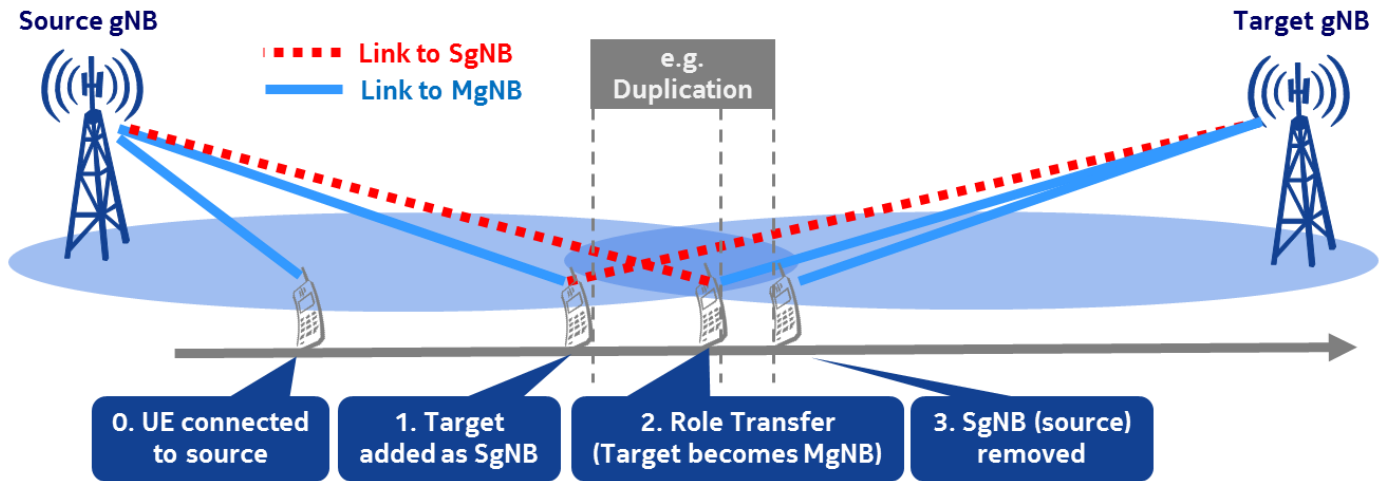 Source gNB
Target gNB
Link to SgNB
Link to MgNB
e.g.
Duplication
0. UE connected
to source
1. Target
added as SgNB
2. Role Transfer
(Target becomes MgNB)
3. SgNB (source)
removed